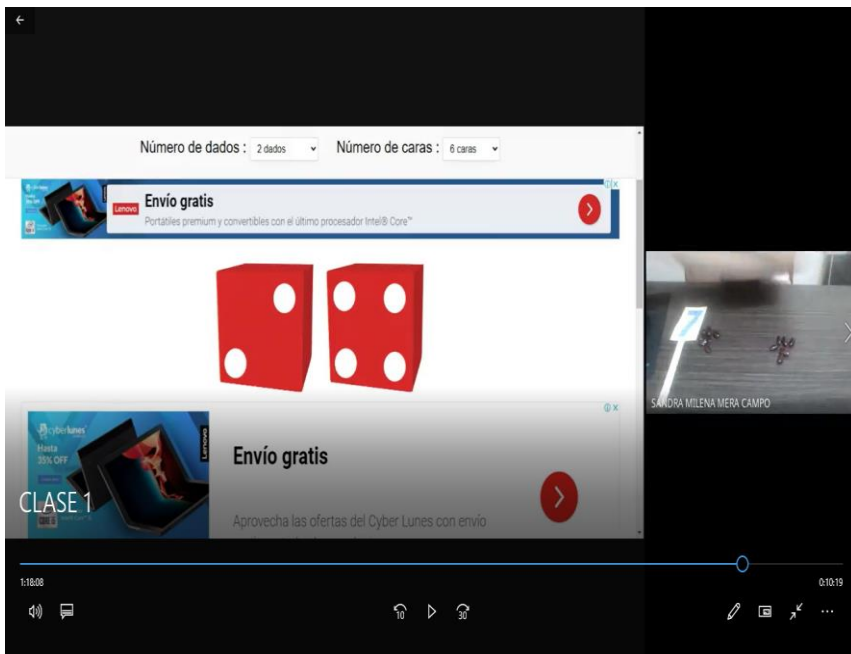 Número de dados : 2 dados Número de caras : 6 caras
Lenovo
Envío gratis
Portátiles premium y convertibles con el último procesador Intel® Core™
7
SANDRA MILENA MERA CAMPO
cyberlunes
Hasta
35% OFF
Lenovo
Envío gratis
Aprovecha las ofertas del Cyber Lunes con envío
CLASE 1
1:18:08 0:10:19
10 30